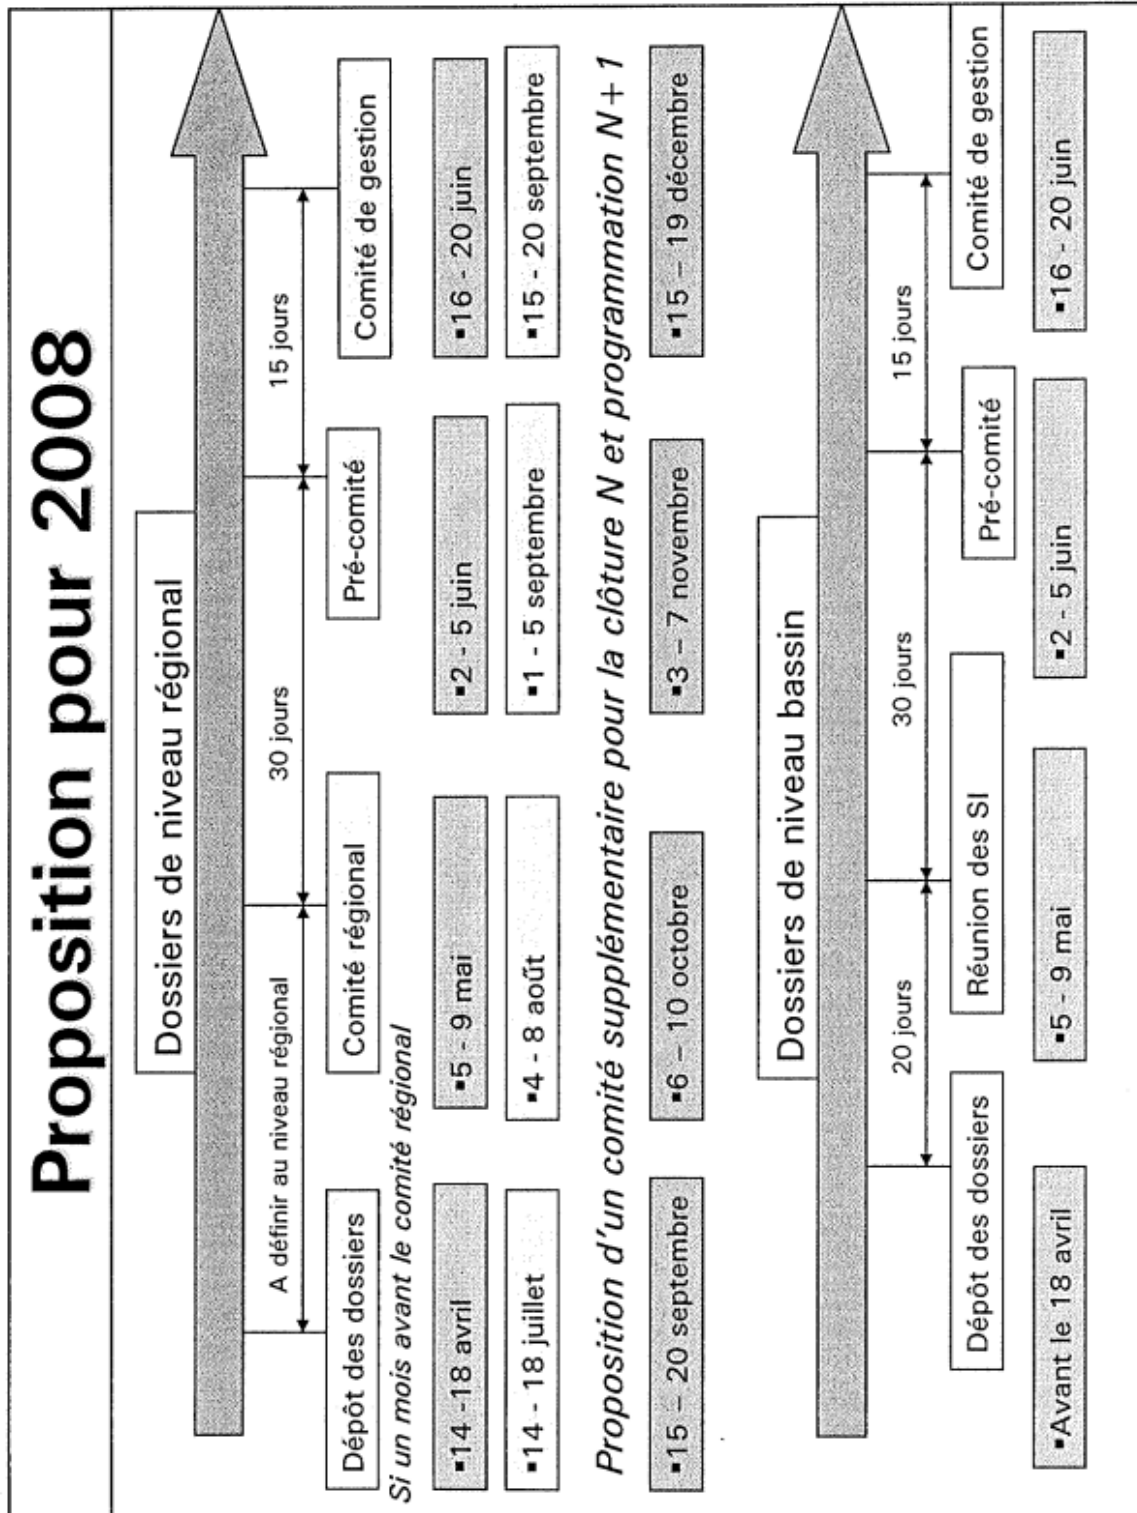 Proposition pour 2008
Dossiers de niveau régional
A définir au niveau régional
30 jours
15 jours
Dépôt des dossiers
Comité régional
Pré-comité
Comité de gestion
Si un mois avant le comité régional
▪14 -18 avril
▪5 - 9 mai
▪2 - 5 juin
▪16 - 20 juin
▪14 - 18 juillet
▪4 - 8 août
▪1 - 5 septembre
▪15 - 20 septembre
Proposition d'un comité supplémentaire pour la clôture N et programmation N+1
▪15 – 20 septembre
▪6 – 10 octobre
▪3 – 7 novembre
▪15 – 19 décembre
Dossiers de niveau bassin
20 jours
30 jours
15 jours
Dépôt des dossiers
Réunion des SI
Pré-comité
Comité de gestion
▪Avant le 18 avril
▪5 - 9 mai
▪2 - 5 juin
▪16 - 20 juin